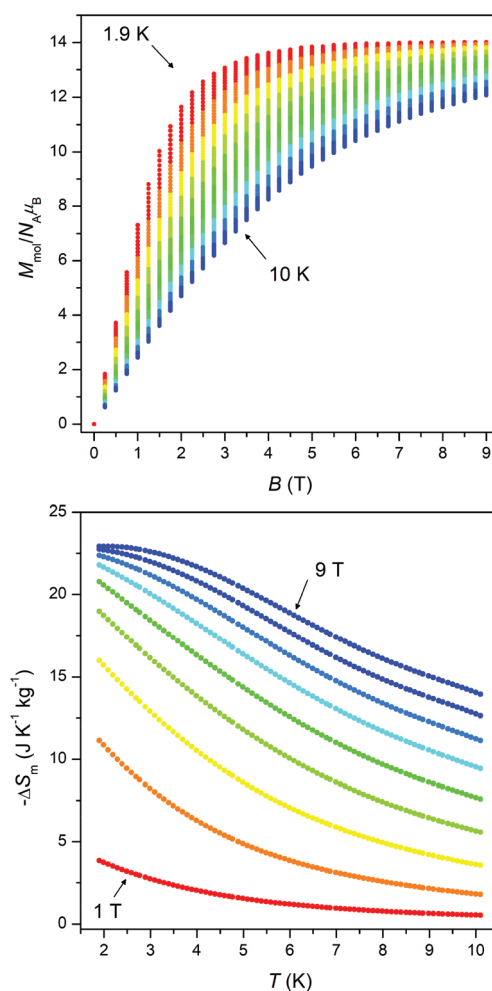 14
1.9 K
12
10
8
6
4
2
0
M_mol/N_Aμ_B
10 K
0 1 2 3 4 5 6 7 8 9
B (T)
25
20
15
10
5
0
-ΔS_m (J K⁻¹ kg⁻¹)
9 T
1 T
2 3 4 5 6 7 8 9 10
T (K)